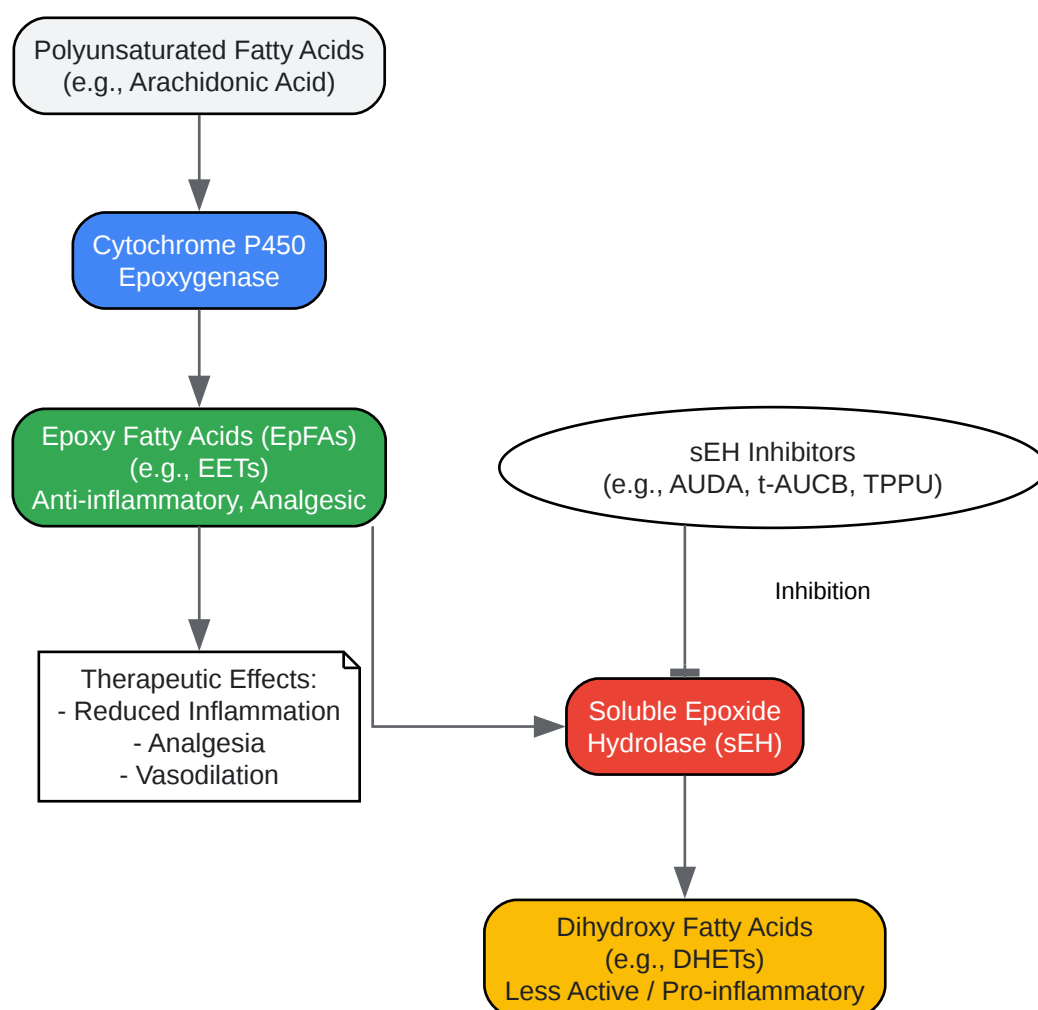 Polyunsaturated Fatty Acids
(e.g., Arachidonic Acid)
Cytochrome P450
Epoxygenase
Epoxy Fatty Acids (EpFAs)
(e.g., EETs)
Anti-inflammatory, Analgesic
sEH Inhibitors
(e.g., AUDA, t-AUCB, TPPU)
Inhibition
Therapeutic Effects:
- Reduced Inflammation
- Analgesia
- Vasodilation
Soluble Epoxide
Hydrolase (sEH)
Dihydroxy Fatty Acids
(e.g., DHETs)
Less Active / Pro-inflammatory